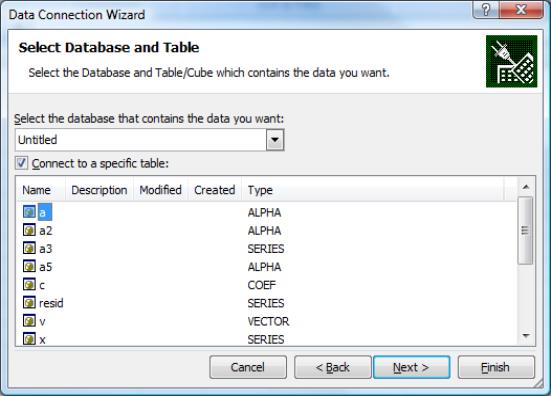 Data Connection Wizard
Select Database and Table
Select the Database and Table/Cube which contains the data you want.
Select the database that contains the data you want:
Untitled
Connect to a specific table:
Name Description Modified Created Type
a ALPHA
a2 ALPHA
a3 SERIES
a5 ALPHA
c COEF
resid SERIES
v VECTOR
x SERIES
Cancel < Back Next > Finish